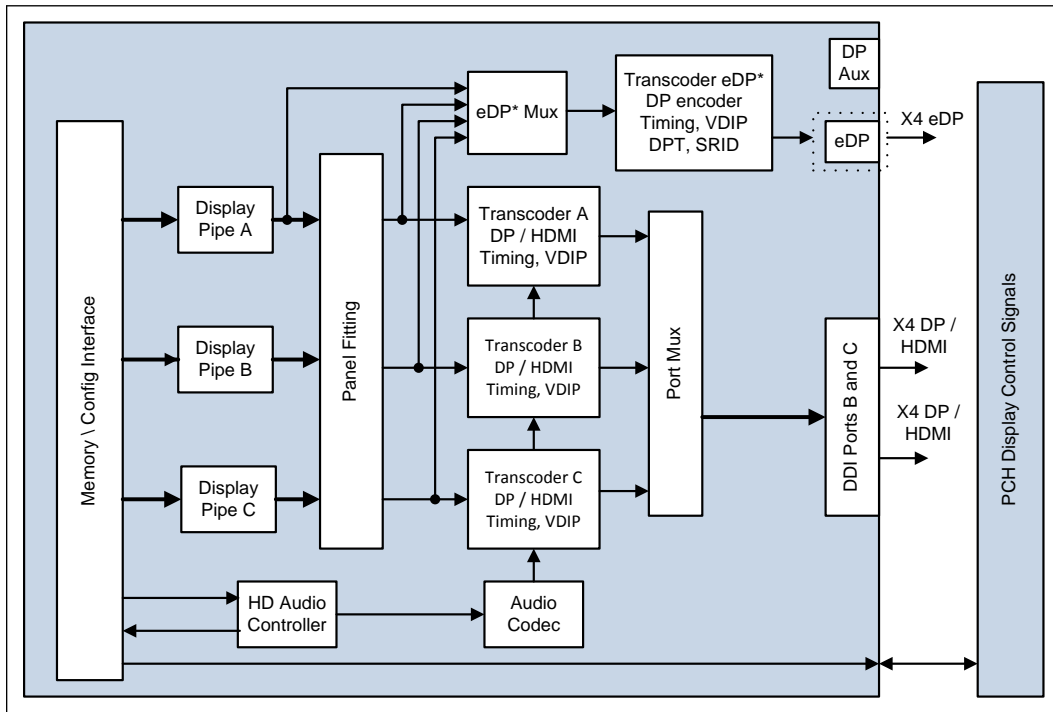 DP
Aux
Transcoder eDP*
DP encoder
Timing, VDIP
DPT, SRID
eDP* Mux
X4 eDP
eDP
Memory \ Config Interface
Display
Pipe A
Panel Fitting
Transcoder A
DP / HDMI
Timing, VDIP
Port Mux
Display
Pipe B
Transcoder B
DP / HDMI
Timing, VDIP
DDI Ports B and C
X4 DP /
HDMI
X4 DP /
HDMI
PCH Display Control Signals
Display
Pipe C
Transcoder C
DP / HDMI
Timing, VDIP
HD Audio
Controller
Audio
Codec